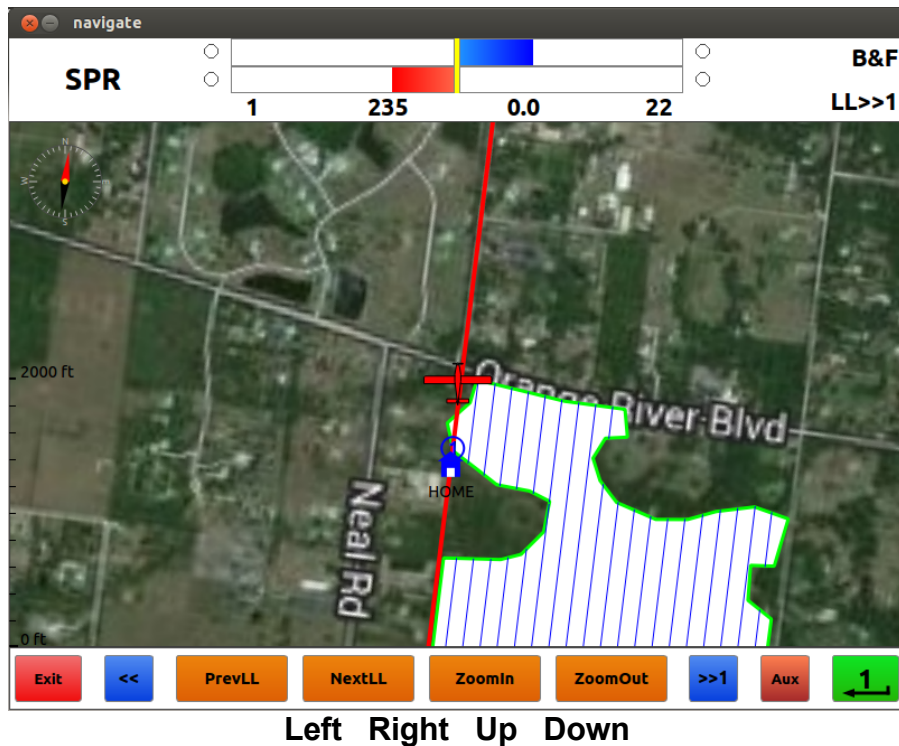 navigate
SPR
1 235 0.0 22
B&F
LL>>1
N
W
S
2000 ft
Orange River Blvd
1
HOME
Neal Rd
0 ft
Exit << PrevLL NextLL ZoomIn ZoomOut >>1 Aux 1
Left Right Up Down